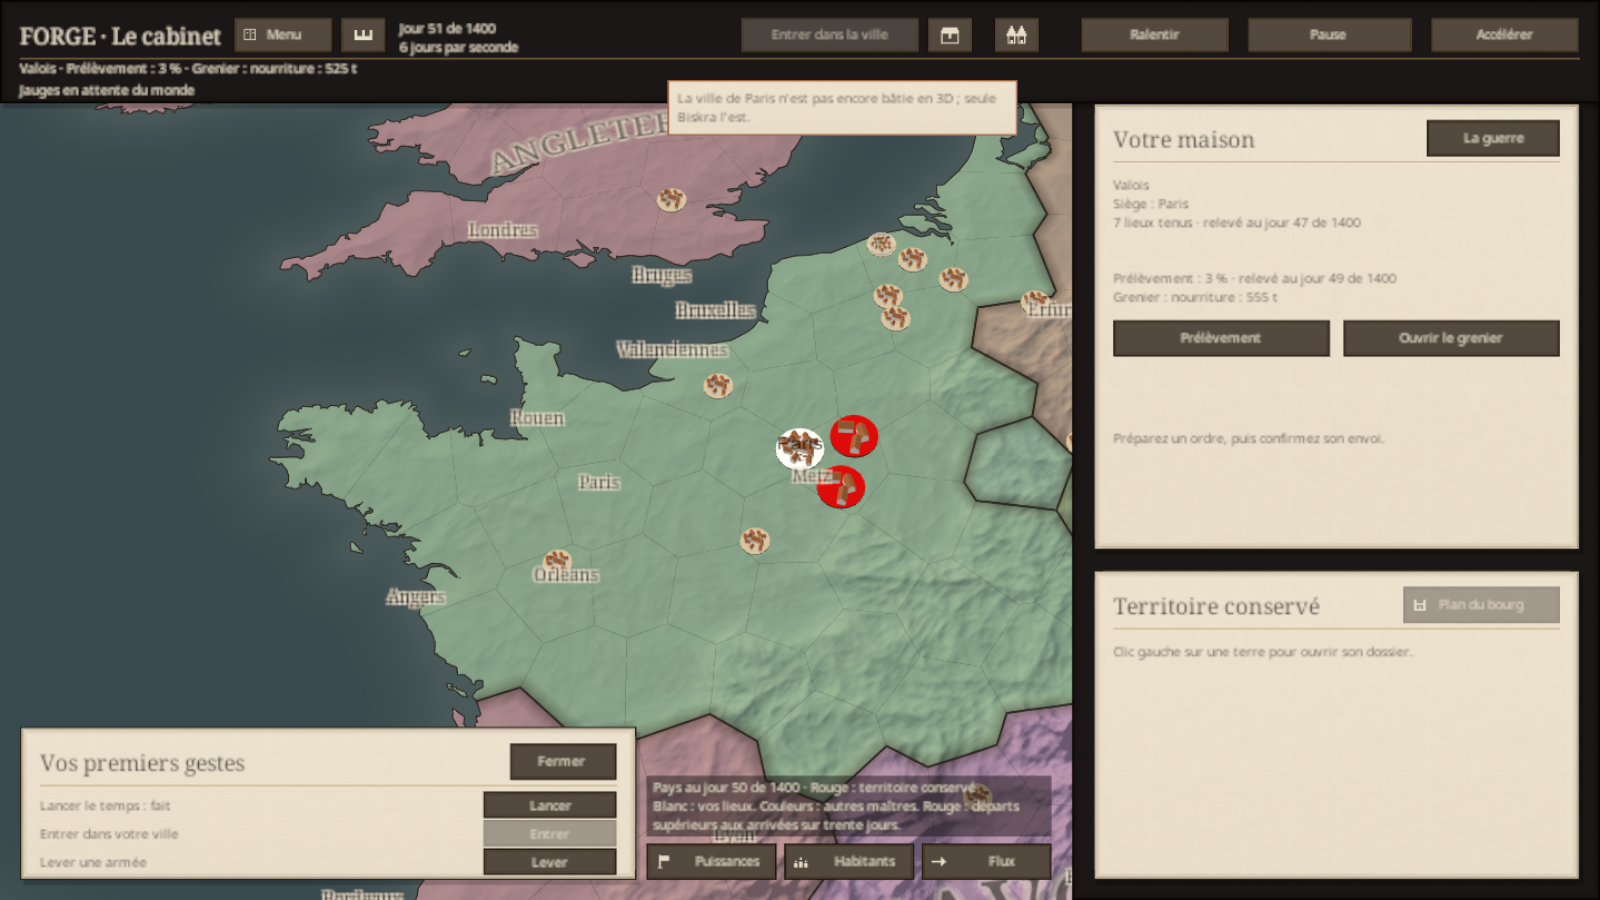 FORGE · Le cabinet
Menu
Jour 51 de 1400
6 jours par seconde
Entrer dans la ville
Ralentir
Pause
Accélérer
Valois - Prélèvement : 3 % - Grenier : nourriture : 525 t
Jauges en attente du monde
La ville de Paris n'est pas encore bâtie en 3D ; seule
Biskra l'est.
ANGLETER
Londres
Bruges
Bruxelles
Valenciennes
Erfur
Rouen
Paris
Metz
Paris
Orléans
Angers
Lyon
Bordeaux
Votre maison
La guerre
Valois
Siège : Paris
7 lieux tenus · relevé au jour 47 de 1400
Prélèvement : 3 % · relevé au jour 49 de 1400
Grenier : nourriture : 555 t
Prélèvement
Ouvrir le grenier
Préparez un ordre, puis confirmez son envoi.
Territoire conservé
Plan du bourg
Clic gauche sur une terre pour ouvrir son dossier.
Vos premiers gestes
Fermer
Lancer le temps : fait
Lancer
Entrer dans votre ville
Entrer
Lever une armée
Lever
Pays au jour 50 de 1400 · Rouge : territoire conservé
Blanc : vos lieux. Couleurs : autres maîtres. Rouge : départs
supérieurs aux arrivées sur trente jours.
Puissances
Habitants
Flux